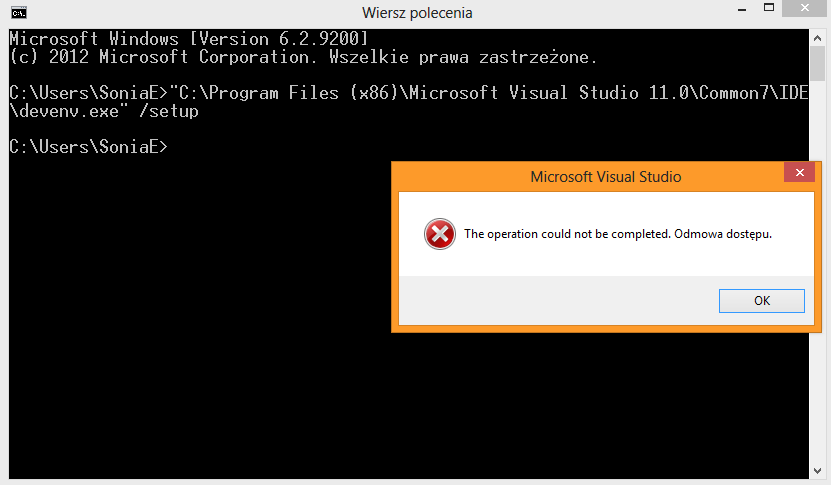 Wiersz polecenia
Microsoft Windows [Version 6.2.9200]
(c) 2012 Microsoft Corporation. Wszelkie prawa zastrzeżone.
C:\Users\SoniaE>"C:\Program Files (x86)\Microsoft Visual Studio 11.0\Common7\IDE
\devenv.exe" /setup
C:\Users\SoniaE>
Microsoft Visual Studio
The operation could not be completed. Odmowa dostępu.
OK